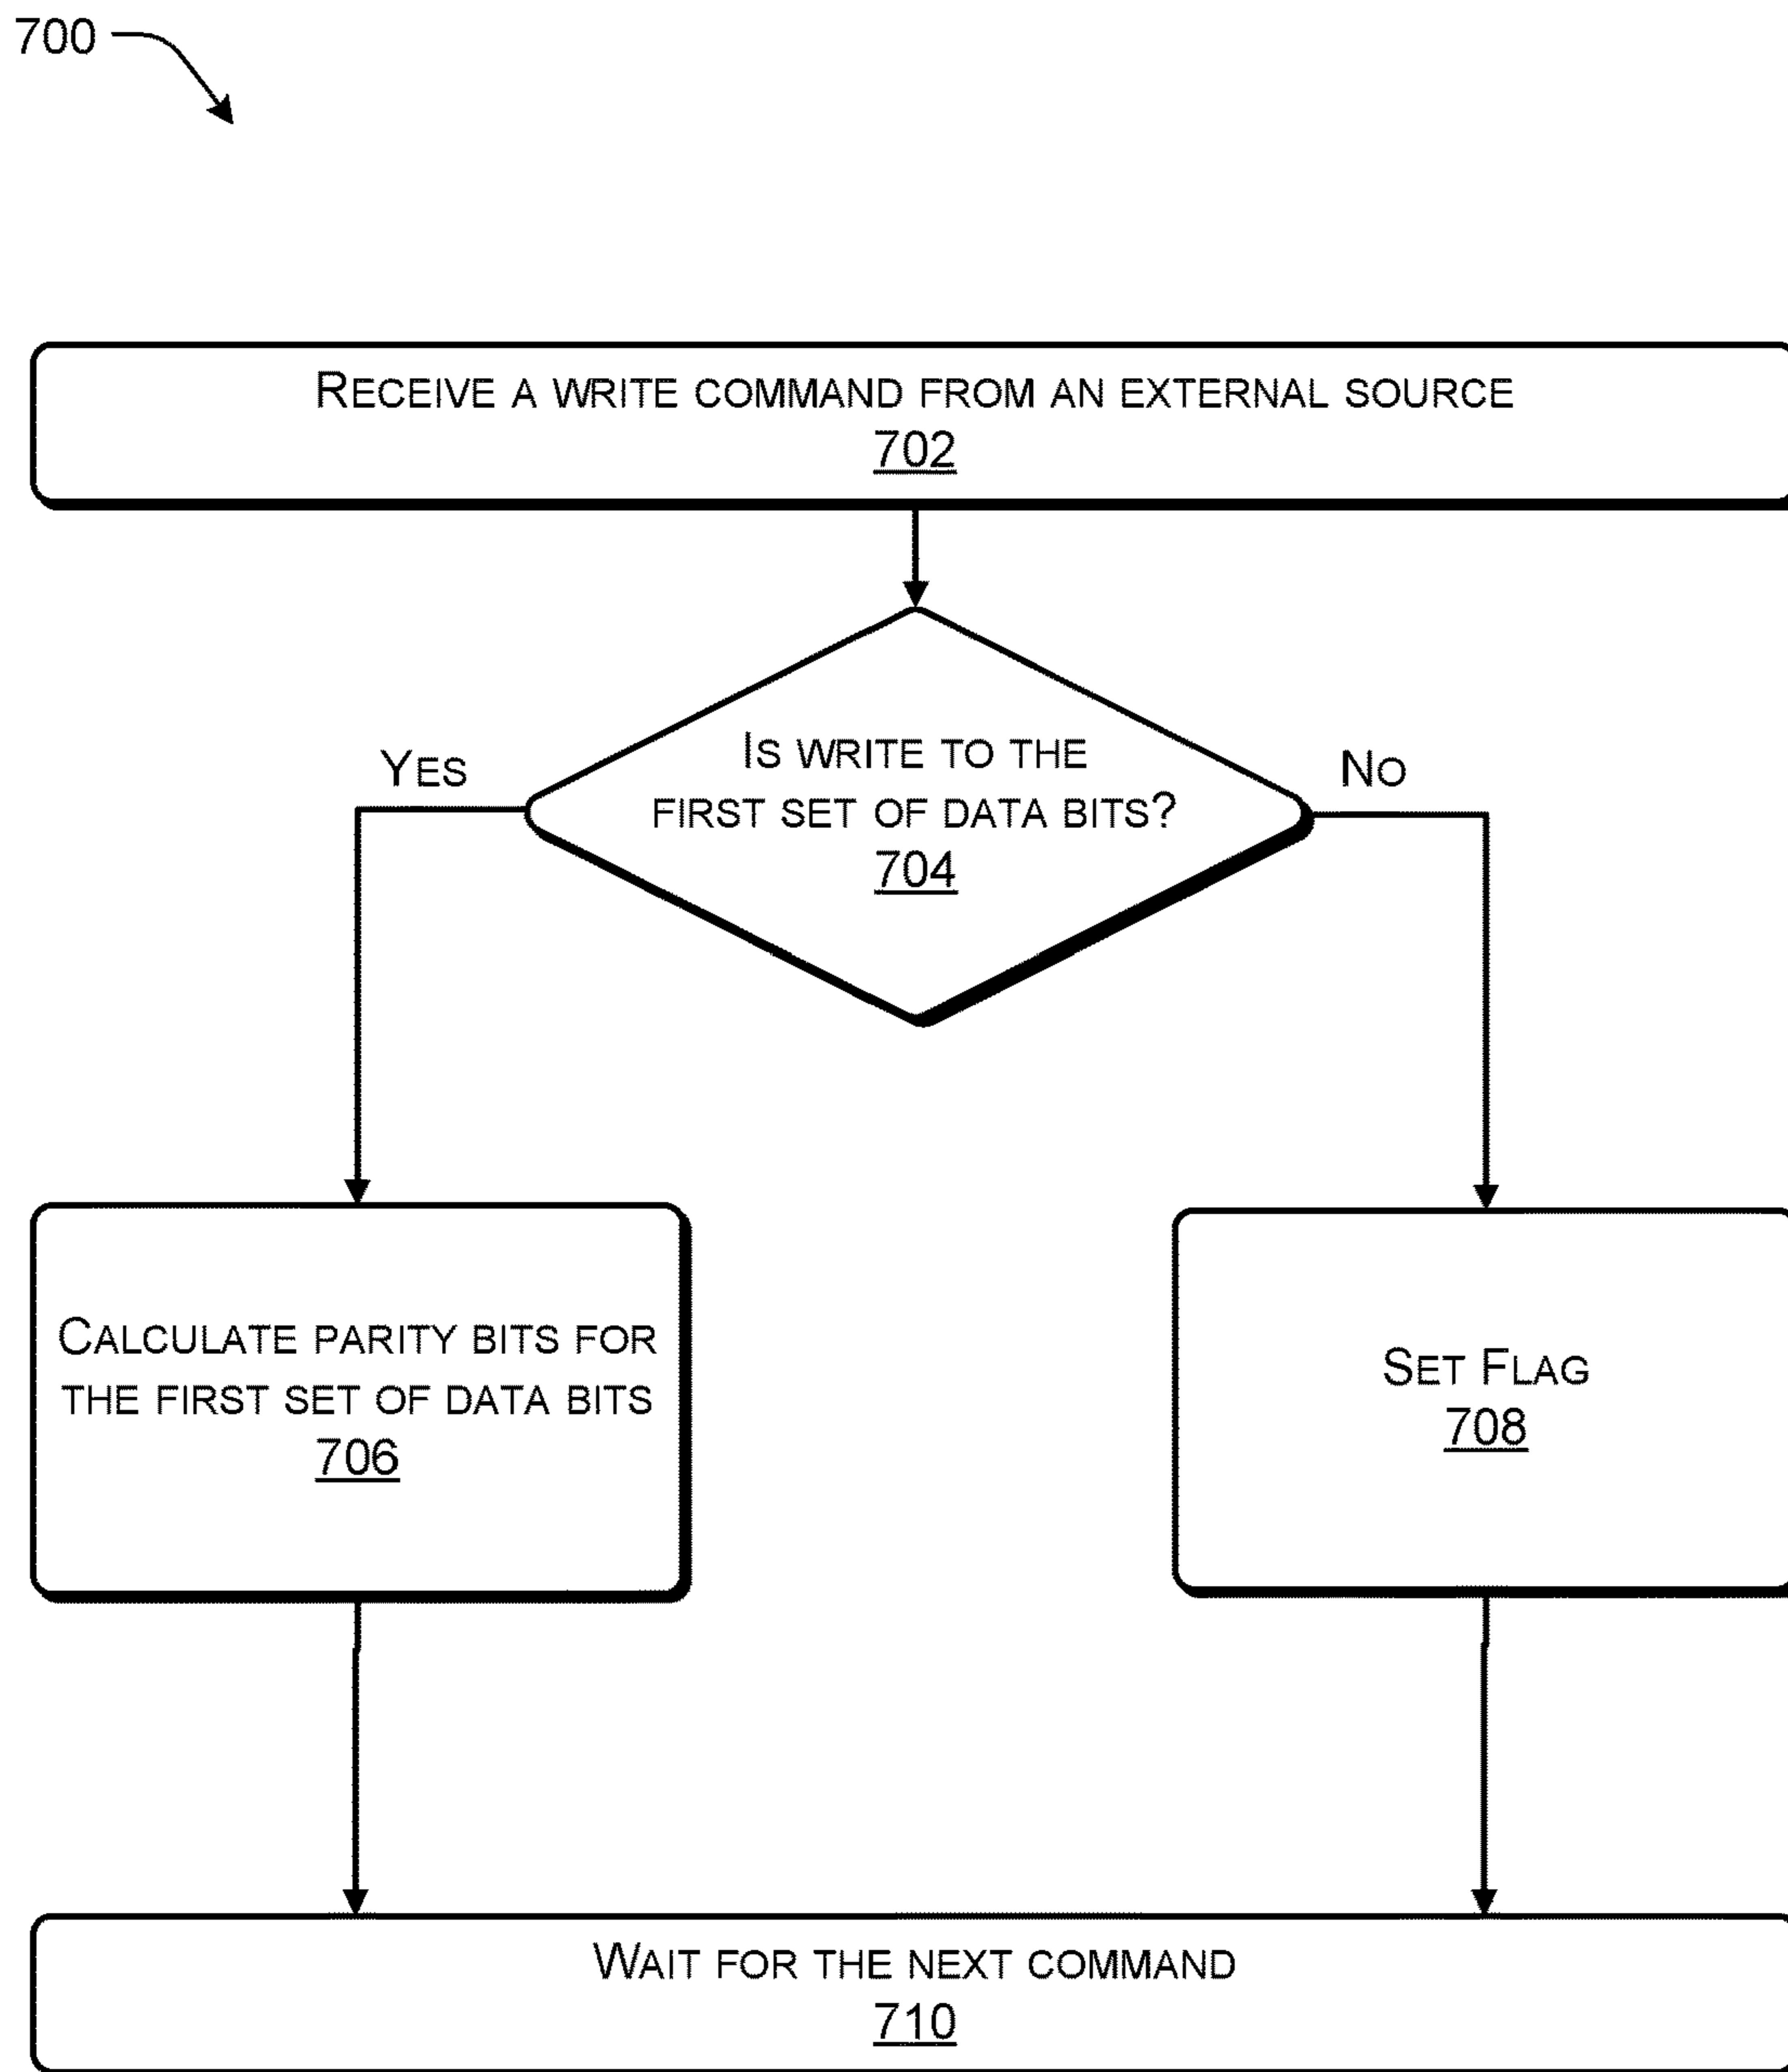 700
RECEIVE A WRITE COMMAND FROM AN EXTERNAL SOURCE
702
IS WRITE TO THE
FIRST SET OF DATA BITS?
704
YES
NO
CALCULATE PARITY BITS FOR
THE FIRST SET OF DATA BITS
706
SET FLAG
708
WAIT FOR THE NEXT COMMAND
710